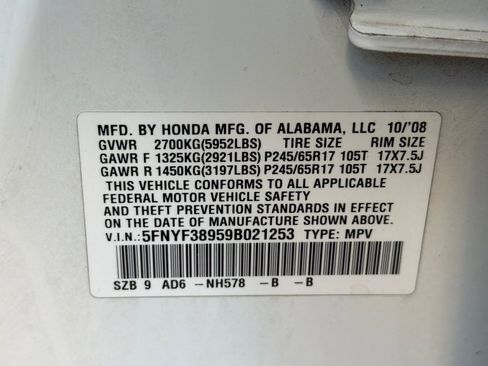 MFD. BY HONDA MFG. OF ALABAMA, LLC 10/'08
GVWR 2700KG(5952LBS) TIRE SIZE RIM SIZE
GAWR F 1325KG(2921LBS) P245/65R17 105T 17X7.5J
GAWR R 1450KG(3197LBS) P245/65R17 105T 17X7.5J
THIS VEHICLE CONFORMS TO ALL APPLICABLE
FEDERAL MOTOR VEHICLE SAFETY
AND THEFT PREVENTION STANDARDS IN EFFECT
ON THE DATE OF MANUFACTURE SHOWN ABOVE.
V.I.N.:5FNYF38959B021253 TYPE: MPV
SZB 9 AD6 -NH578 -B -B